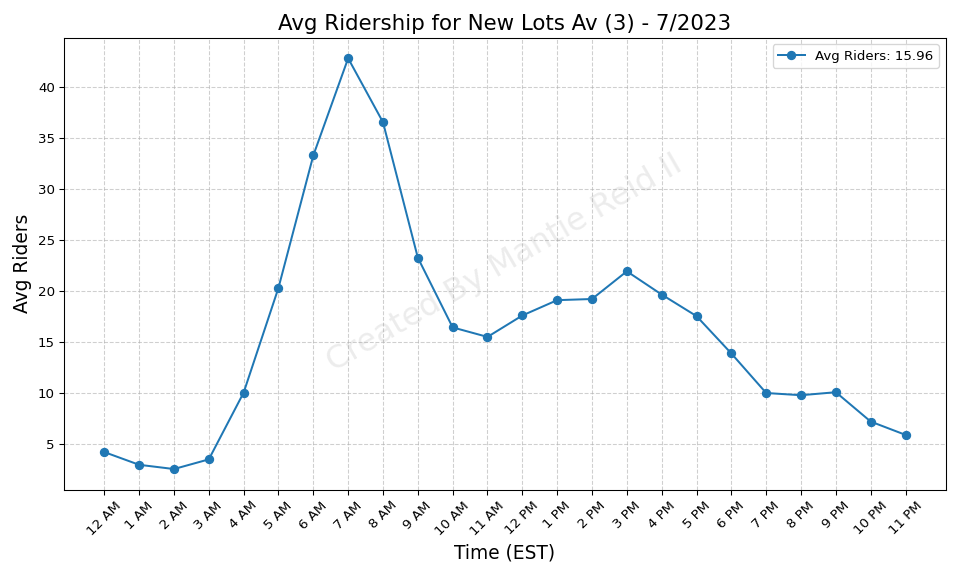 Avg Ridership for New Lots Av (3) - 7/2023
Avg Riders: 15.96
Avg Riders
40
35
30
25
20
15
10
5
Created By Mantie Reid II
12 AM
1 AM
2 AM
3 AM
4 AM
5 AM
6 AM
7 AM
8 AM
9 AM
10 AM
11 AM
12 PM
1 PM
2 PM
3 PM
4 PM
5 PM
6 PM
7 PM
8 PM
9 PM
10 PM
11 PM
Time (EST)